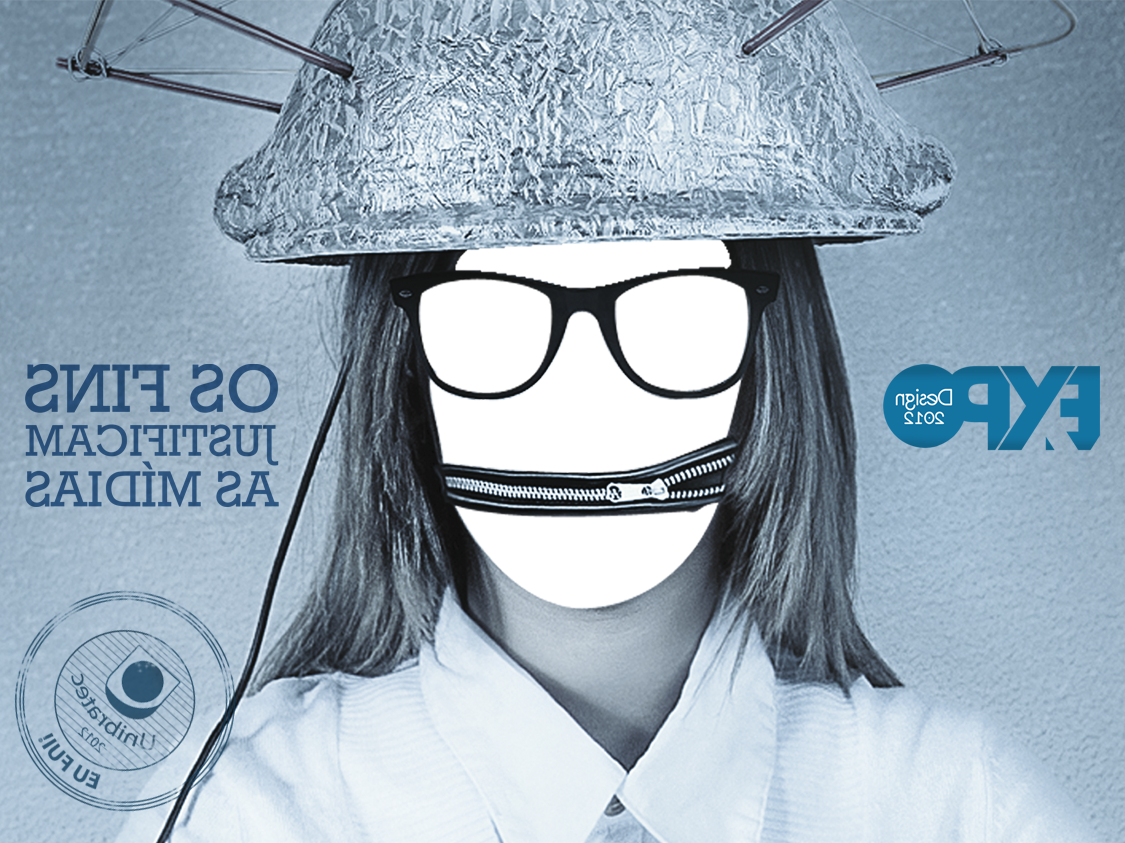 OS FINS
JUSTIFICAM
AS MÍDIAS
EXPO
Design
2012
Unibratec
2012
EU FUI!